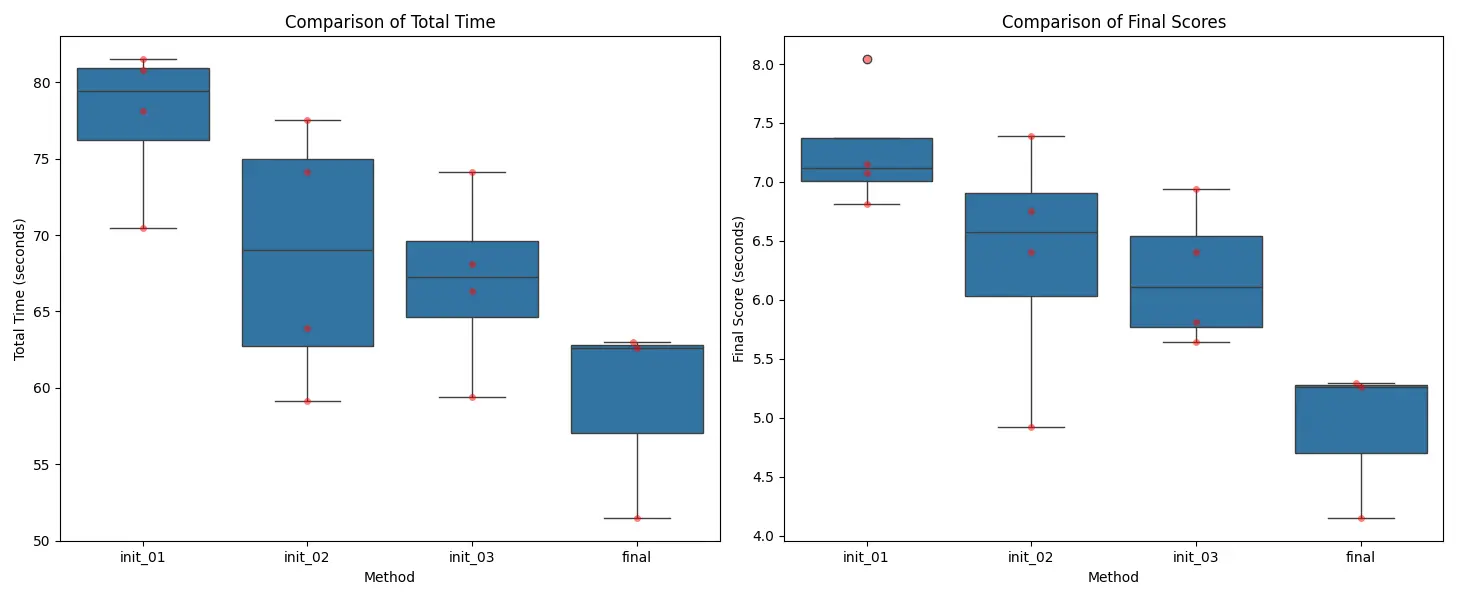 Comparison of Total Time
Total Time (seconds)
80
75
70
65
60
55
50
init_01
init_02
init_03
final
Method
Comparison of Final Scores
Final Score (seconds)
8.0
7.5
7.0
6.5
6.0
5.5
5.0
4.5
4.0
init_01
init_02
init_03
final
Method